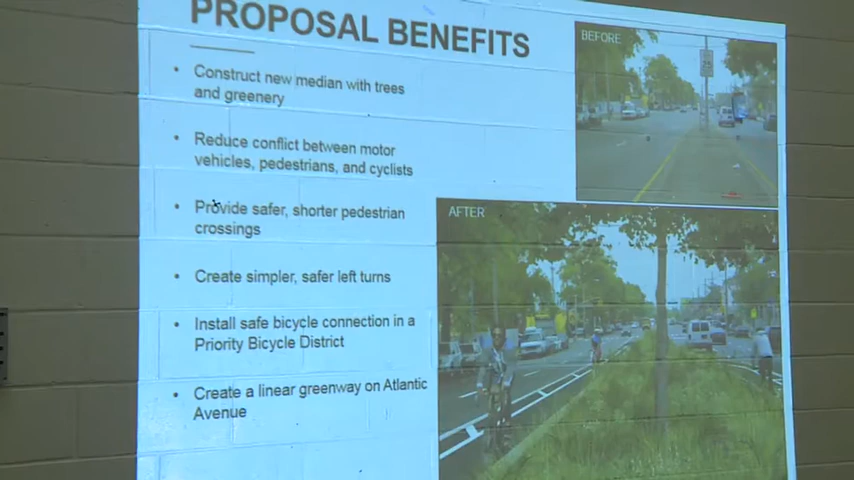 PROPOSAL BENEFITS
BEFORE
• Construct new median with trees
and greenery
• Reduce conflict between motor
vehicles, pedestrians, and cyclists
• Provide safer, shorter pedestrian
crossings
AFTER
• Create simpler, safer left turns
• Install safe bicycle connection in a
Priority Bicycle District
• Create a linear greenway on Atlantic
Avenue